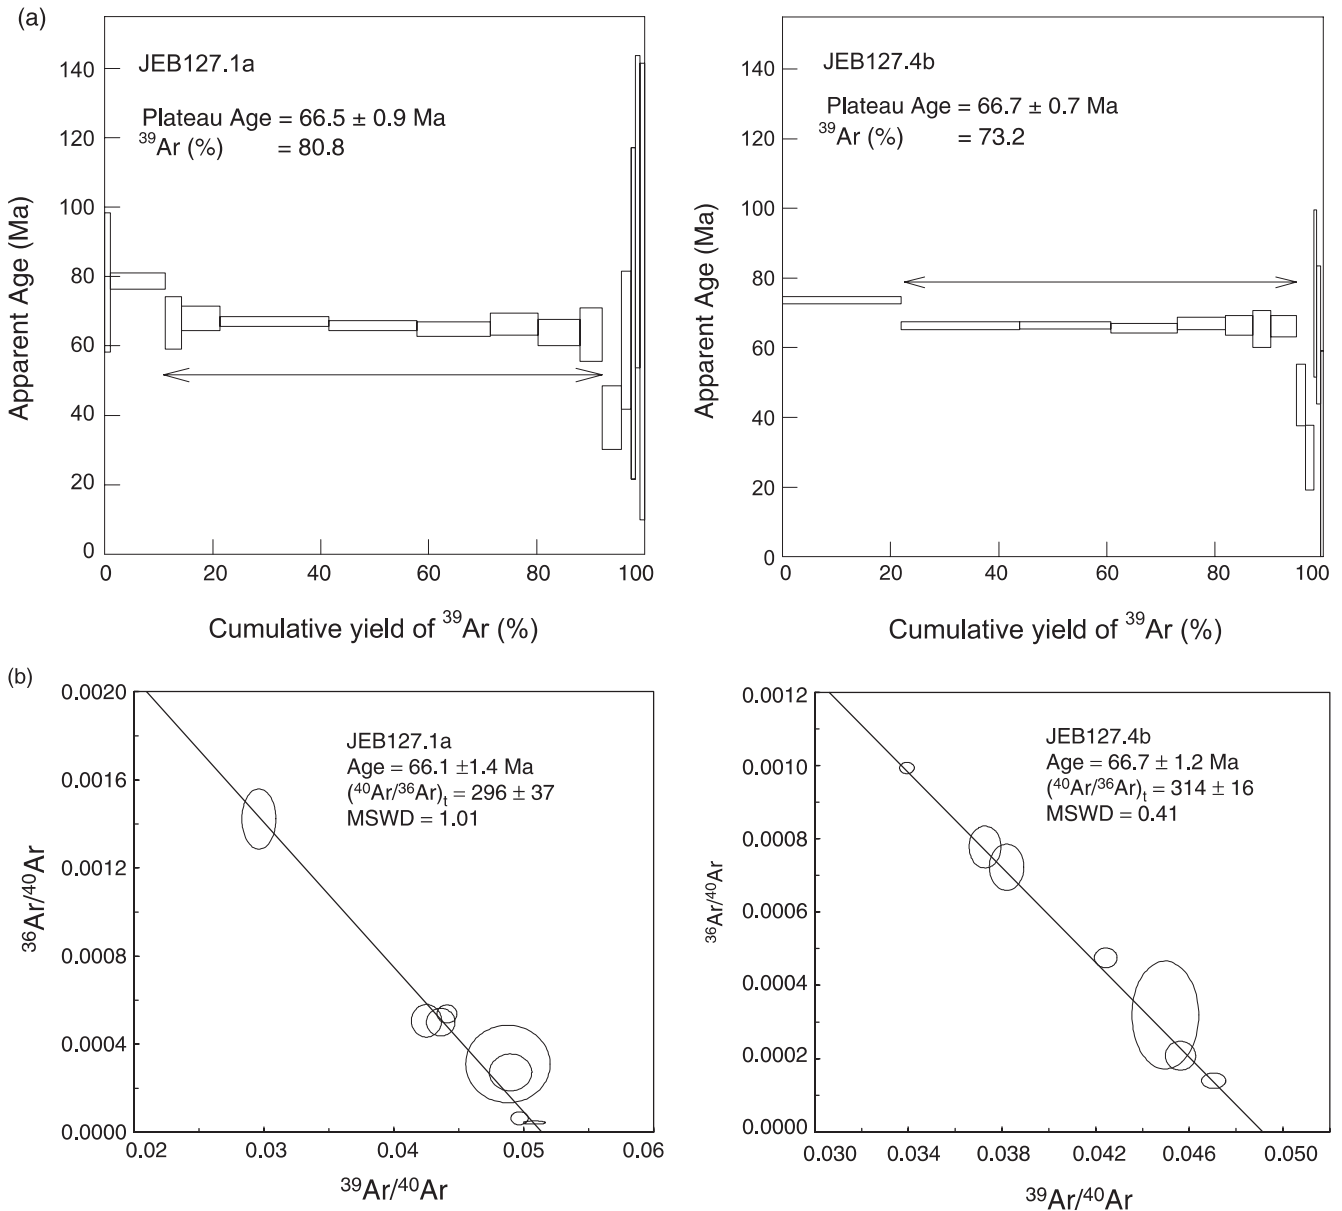 (a)
JEB127.1a
Plateau Age = 66.5 ± 0.9 Ma
³⁹Ar (%) = 80.8
Apparent Age (Ma)
140
120
100
80
60
40
20
0
0 20 40 60 80 100
Cumulative yield of ³⁹Ar (%)
JEB127.4b
Plateau Age = 66.7 ± 0.7 Ma
³⁹Ar (%) = 73.2
Apparent Age (Ma)
140
120
100
80
60
40
20
0
0 20 40 60 80 100
Cumulative yield of ³⁹Ar (%)
(b)
JEB127.1a
Age = 66.1 ±1.4 Ma
(⁴⁰Ar/³⁶Ar)ₜ = 296 ± 37
MSWD = 1.01
³⁶Ar/⁴⁰Ar
0.0020
0.0016
0.0012
0.0008
0.0004
0.0000
0.02 0.03 0.04 0.05 0.06
³⁹Ar/⁴⁰Ar
JEB127.4b
Age = 66.7 ± 1.2 Ma
(⁴⁰Ar/³⁶Ar)ₜ = 314 ± 16
MSWD = 0.41
³⁶Ar/⁴⁰Ar
0.0012
0.0010
0.0008
0.0006
0.0004
0.0002
0.0000
0.030 0.034 0.038 0.042 0.046 0.050
³⁹Ar/⁴⁰Ar